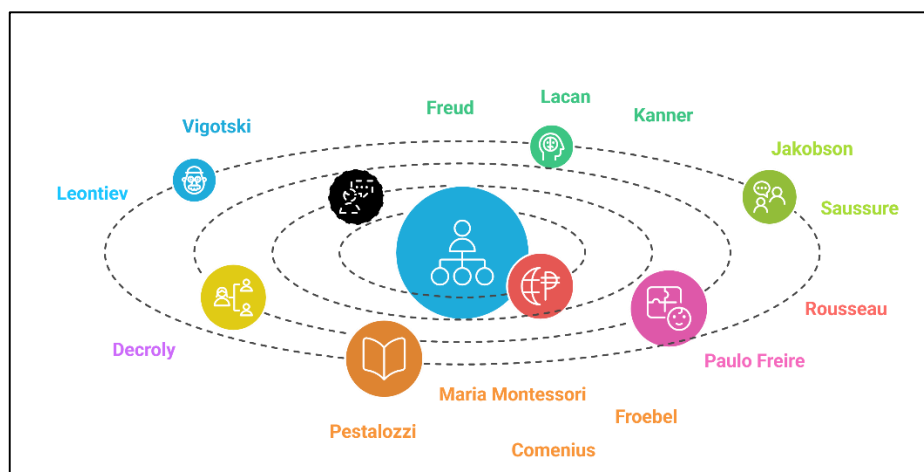 Lacan
Freud
Kanner
Vigotski
Jakobson
Leontiev
Saussure
Rousseau
Decroly
Paulo Freire
Maria Montessori
Froebel
Pestalozzi
Comenius